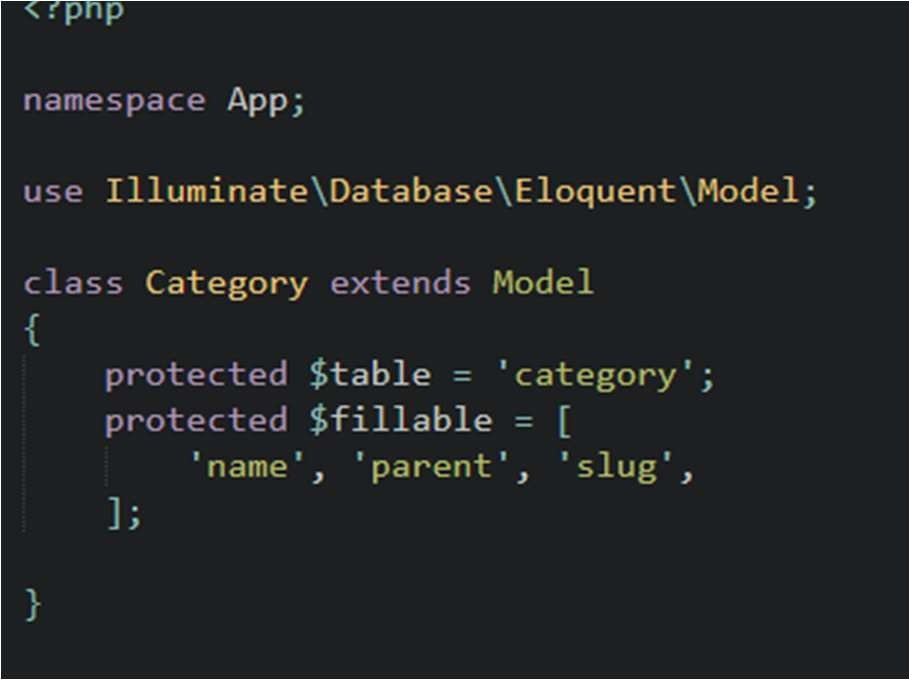 <?php
namespace App;
use Illuminate\Database\Eloquent\Model;
class Category extends Model
{
protected $table = 'category';
protected $fillable = [
'name', 'parent', 'slug',
];
}